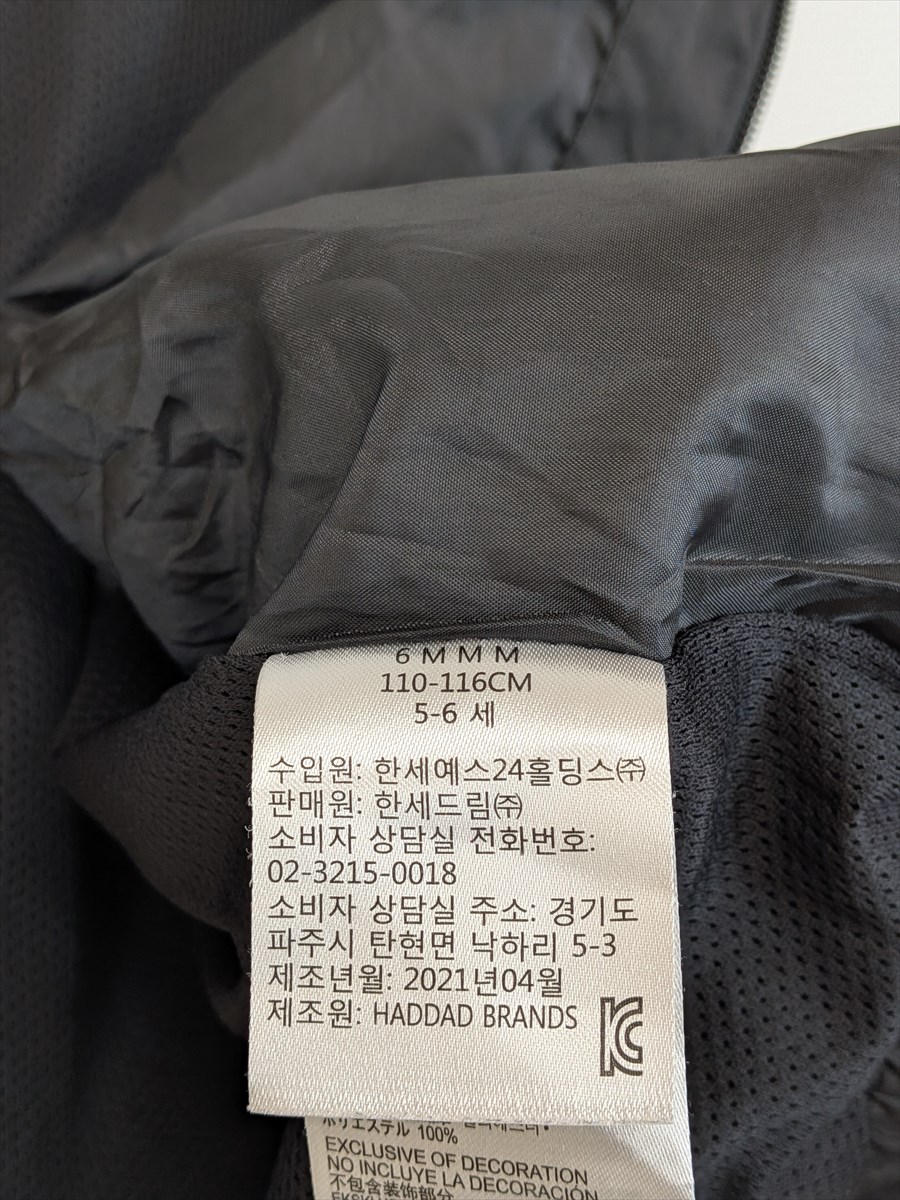 6 M M M
110-116CM
5-6 세
수입원: 한세예스24홀딩스㈜
판매원: 한세드림㈜
소비자 상담실 전화번호:
02-3215-0018
소비자 상담실 주소: 경기도
파주시 탄현면 낙하리 5-3
제조년월: 2021년04월
제조원: HADDAD BRANDS
ポリエステル 100%
EXCLUSIVE OF DECORATION
NO INCLUYE LA DECORACIÓN
不包含装饰部分